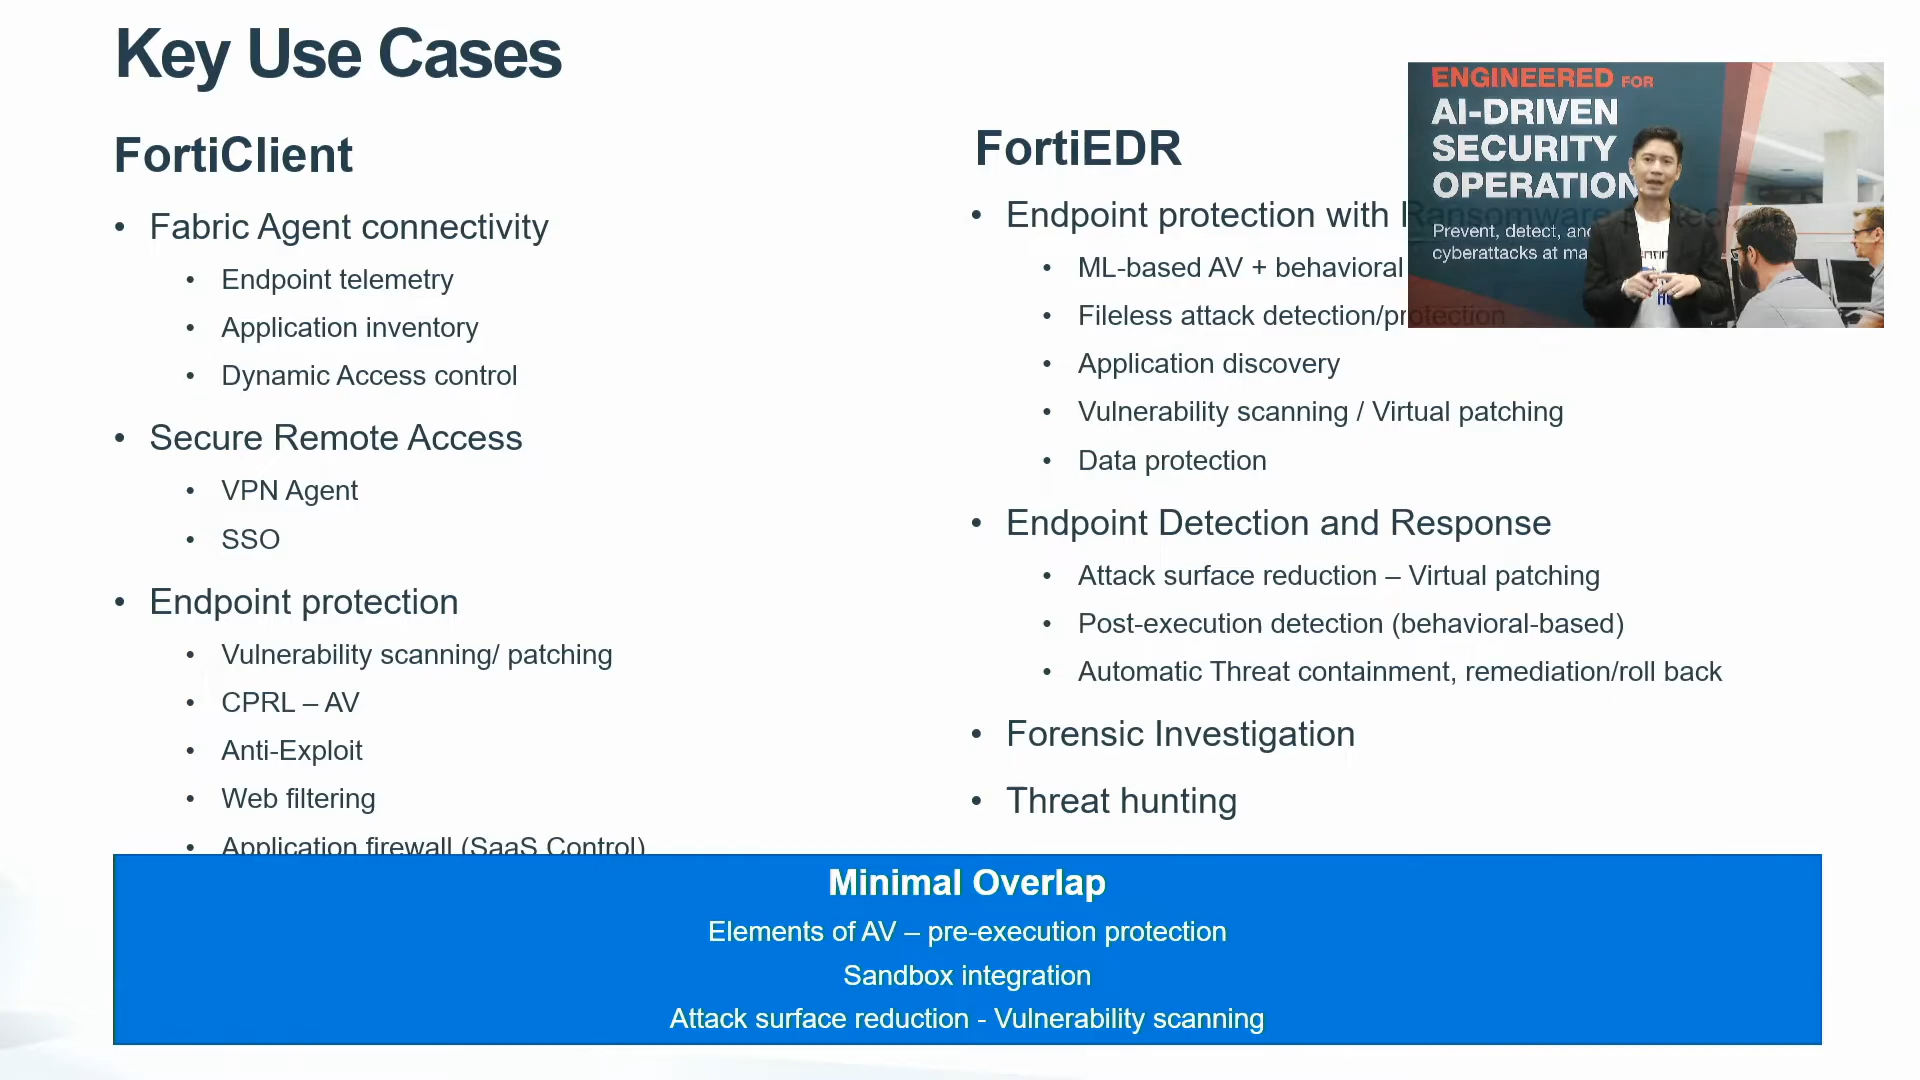 Key Use Cases
FortiClient
• Fabric Agent connectivity
• Endpoint telemetry
• Application inventory
• Dynamic Access control
• Secure Remote Access
• VPN Agent
• SSO
• Endpoint protection
• Vulnerability scanning/ patching
• CPRL – AV
• Anti-Exploit
• Web filtering
• Application firewall (SaaS Control)
FortiEDR
• Endpoint protection with Ransomware
• ML-based AV + behavioral
• Fileless attack detection/protection
• Application discovery
• Vulnerability scanning / Virtual patching
• Data protection
• Endpoint Detection and Response
• Attack surface reduction – Virtual patching
• Post-execution detection (behavioral-based)
• Automatic Threat containment, remediation/roll back
• Forensic Investigation
• Threat hunting
ENGINEERED FOR
AI-DRIVEN
SECURITY
OPERATION
Prevent, detect, and
cyberattacks at
Minimal Overlap
Elements of AV – pre-execution protection
Sandbox integration
Attack surface reduction - Vulnerability scanning